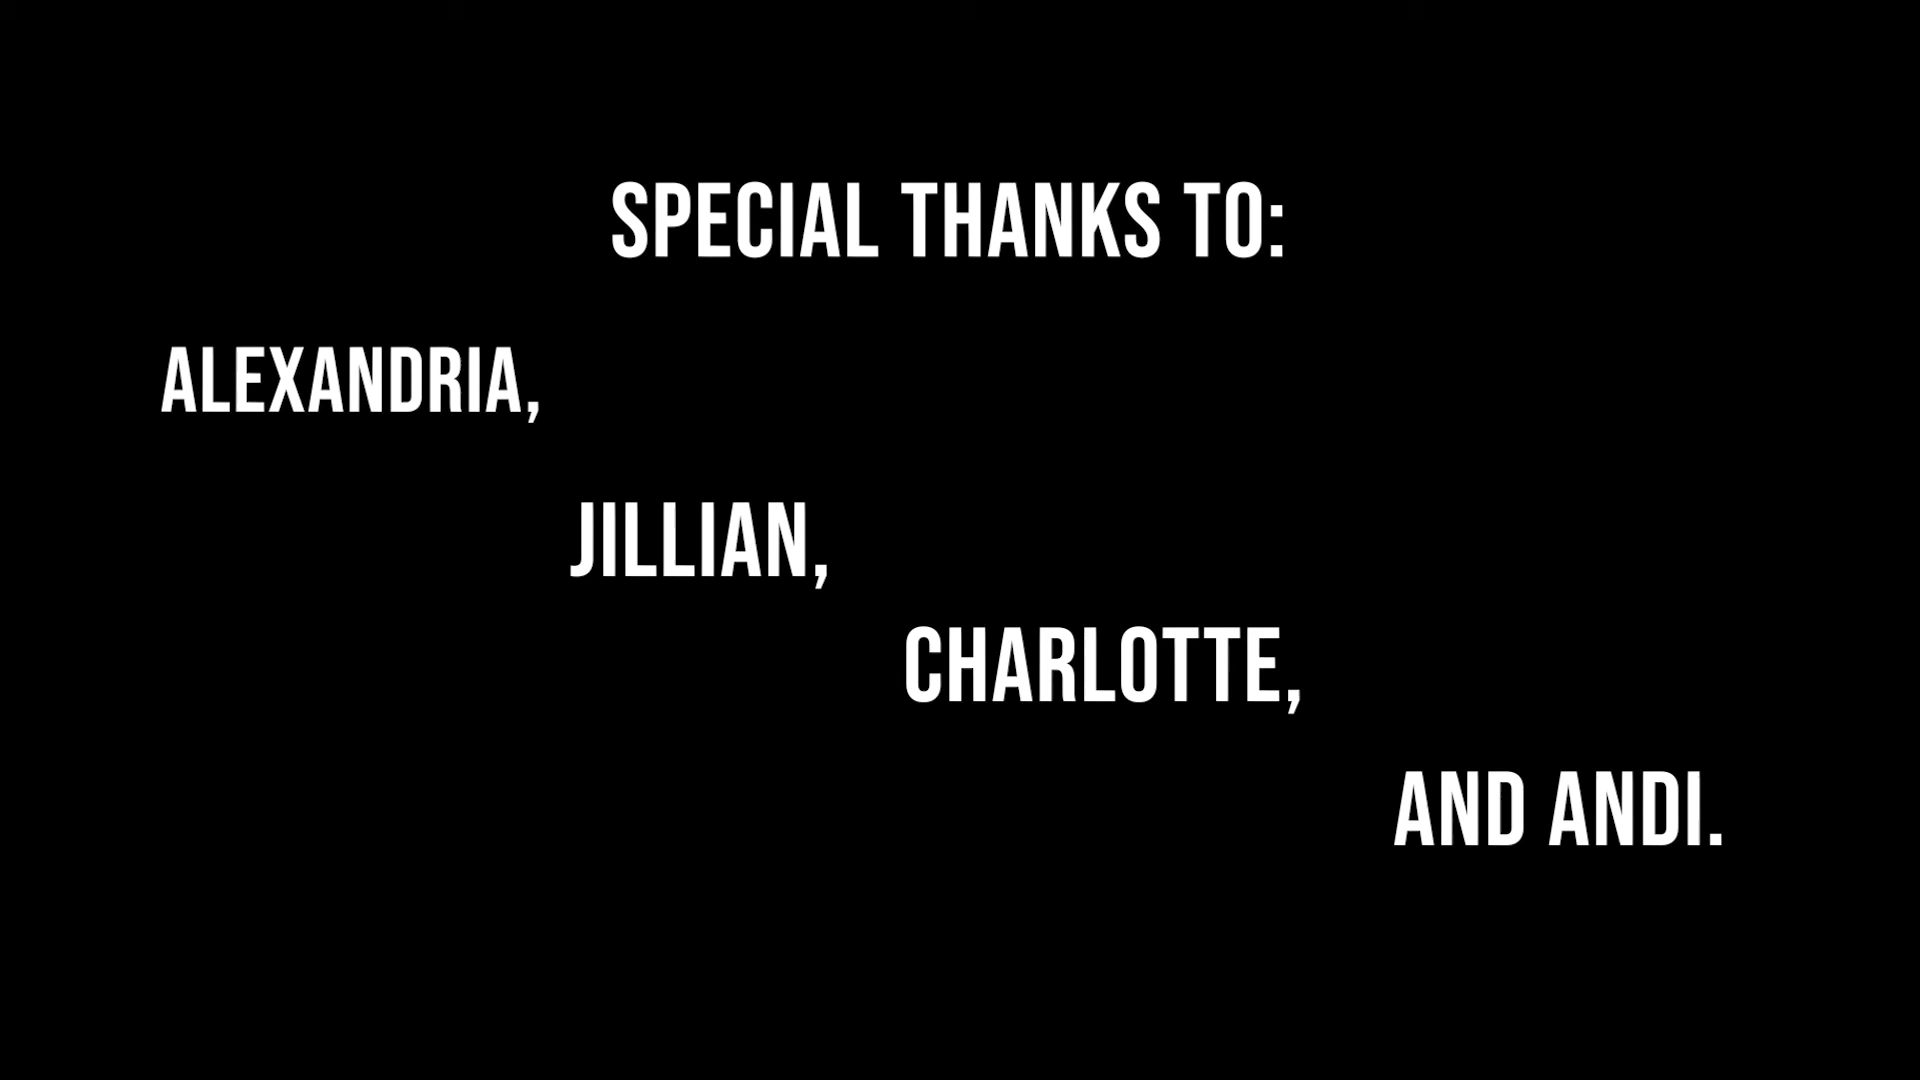 SPECIAL THANKS TO:
ALEXANDRIA,
JILLIAN,
CHARLOTTE,
AND ANDI.